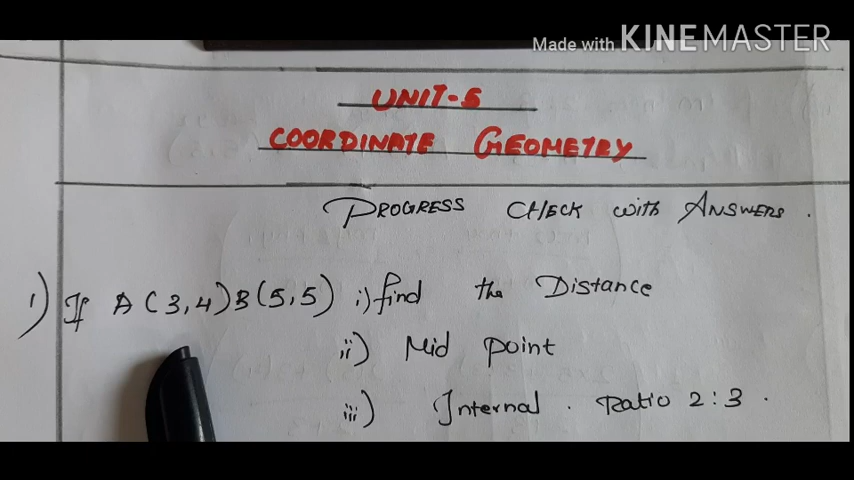 Made with KINEMASTER
UNIT-5
COORDINATE GEOMETRY
PROGRESS CHECK with ANSWERS.
1) If A(3,4) B(5,5) i) find the Distance
ii) Mid point
iii) Internal. Ratio 2:3.